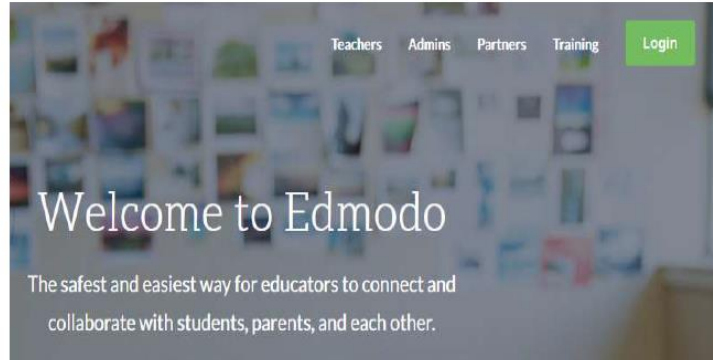 Teachers Admins Partners Training Login
Welcome to Edmodo
The safest and easiest way for educators to connect and
collaborate with students, parents, and each other.